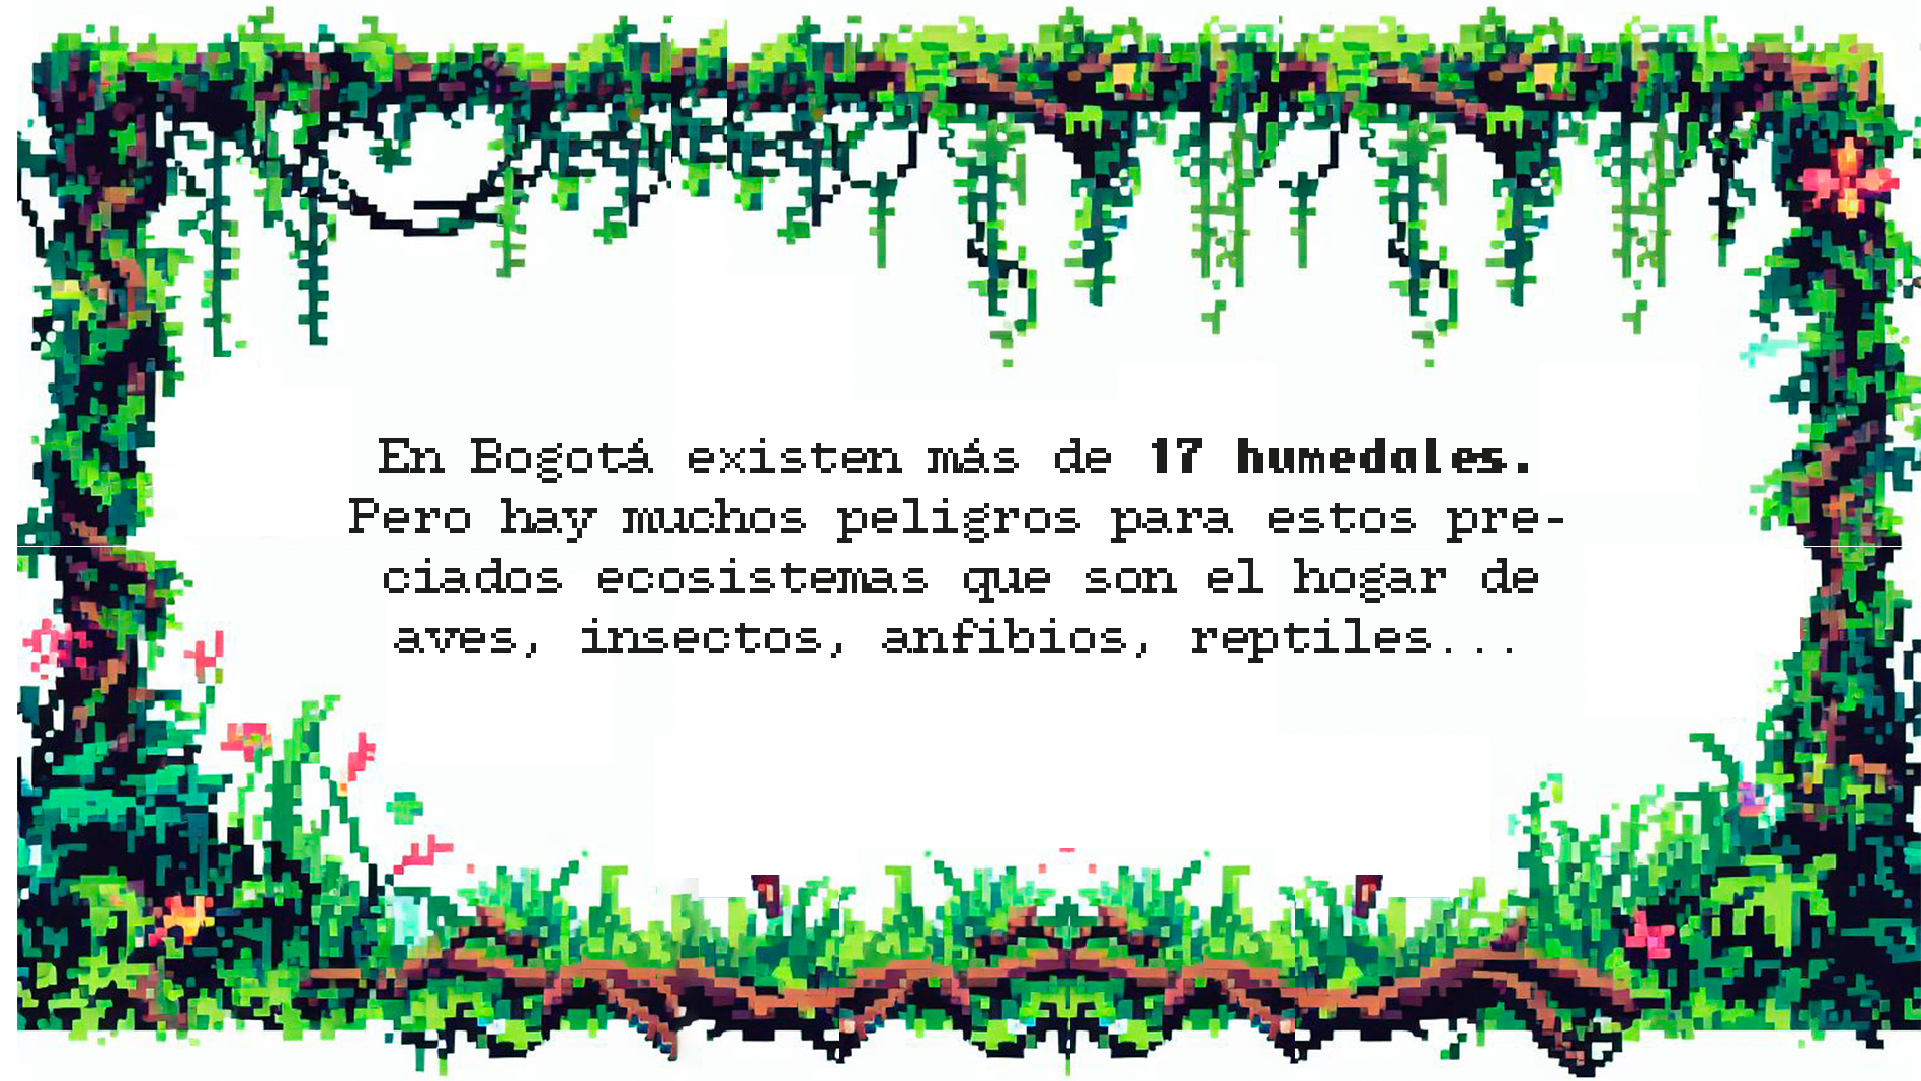 En Bogotá existen más de 17 humedales.
Pero hay muchos peligros para estos pre-
ciados ecosistemas que son el hogar de
aves, insectos, anfibios, reptiles...